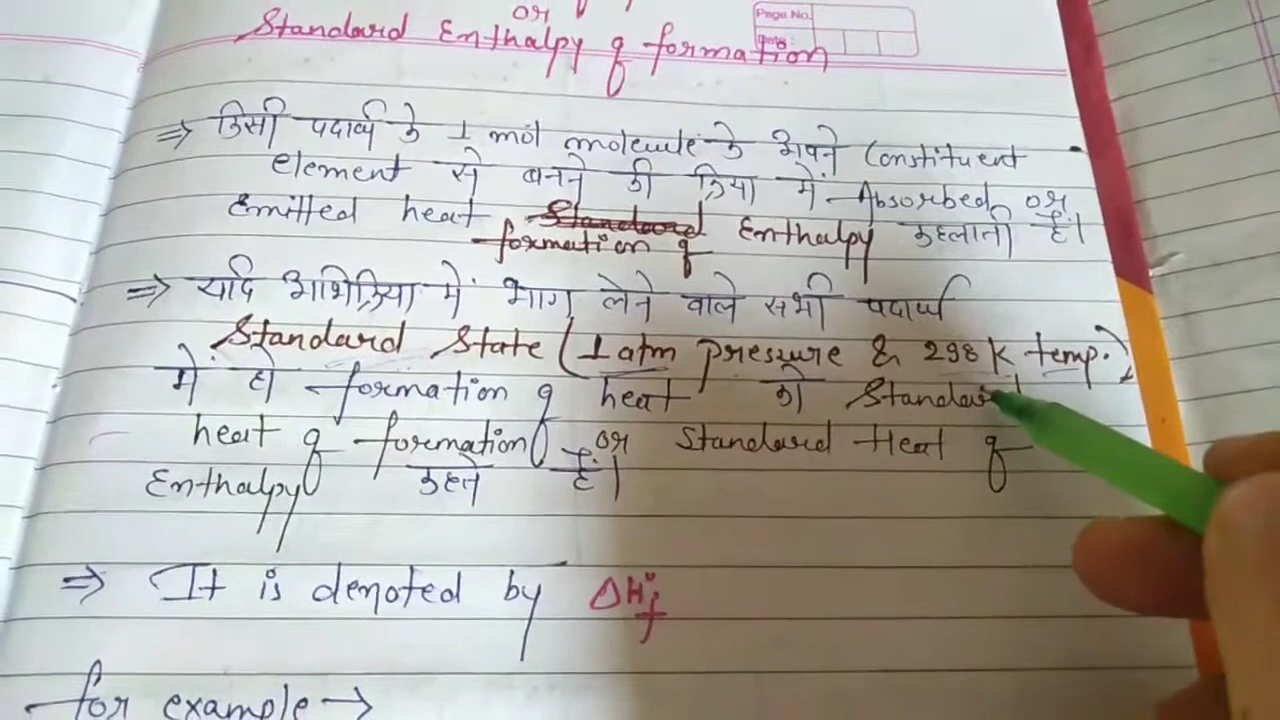 or
Page No.
Standard Enthalpy of formation
⇒ किसी पदार्थ के 1 mol molecule के अपने Constituent
element से बनने की क्रिया में Absorbed or
Emitted heat Standard Enthalpy कहलाती है।
formation of
⇒ यदि अभिक्रिया में भाग लेने वाले सभी पदार्थ
Standard State (1 atm pressure & 298 K temp.)
में हो formation of heat को Standard
heat of formation or Standard Heat of
Enthalpy कहते हैं।
⇒ It is denoted by ΔH°f
for example →